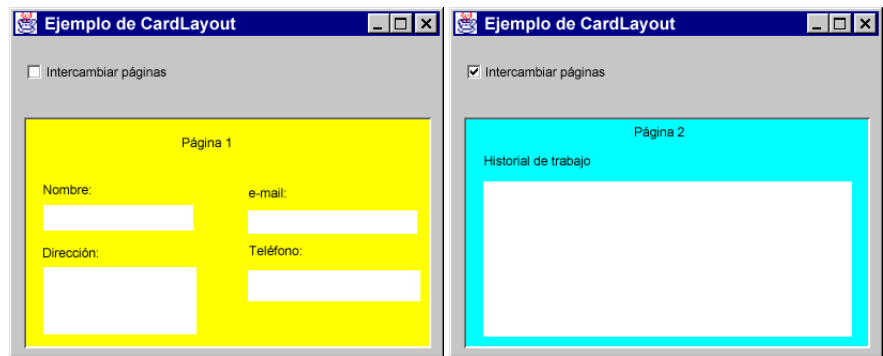 Ejemplo de CardLayout
Intercambiar páginas
Página 1
Nombre:
e-mail:
Dirección:
Teléfono:
Ejemplo de CardLayout
Intercambiar páginas
Página 2
Historial de trabajo